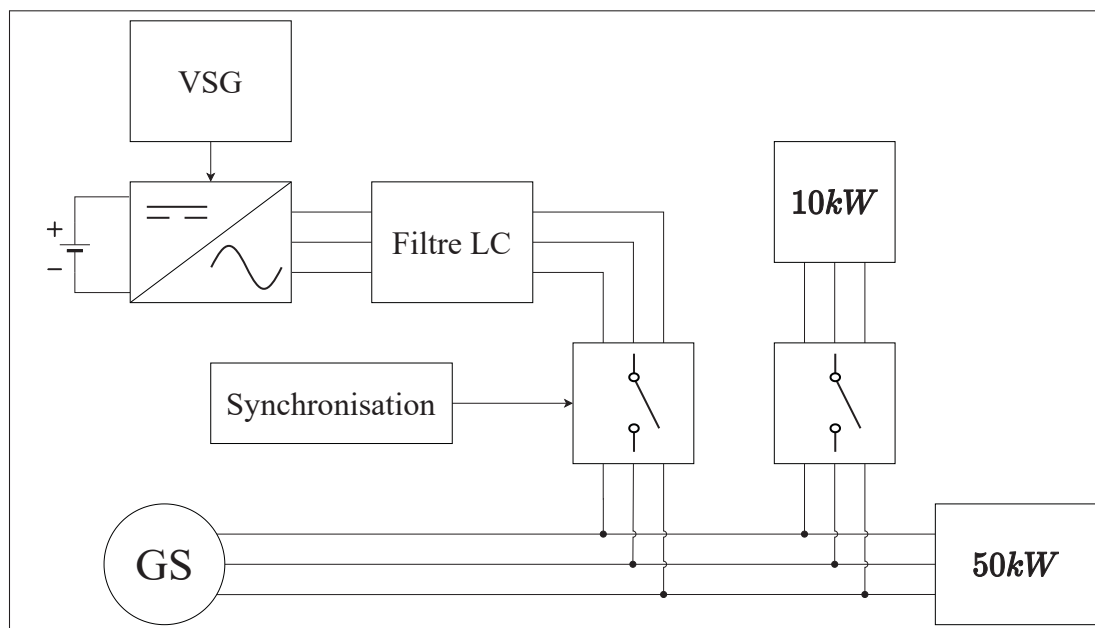 VSG
10kW
+
−
Filtre LC
Synchronisation
GS
50kW